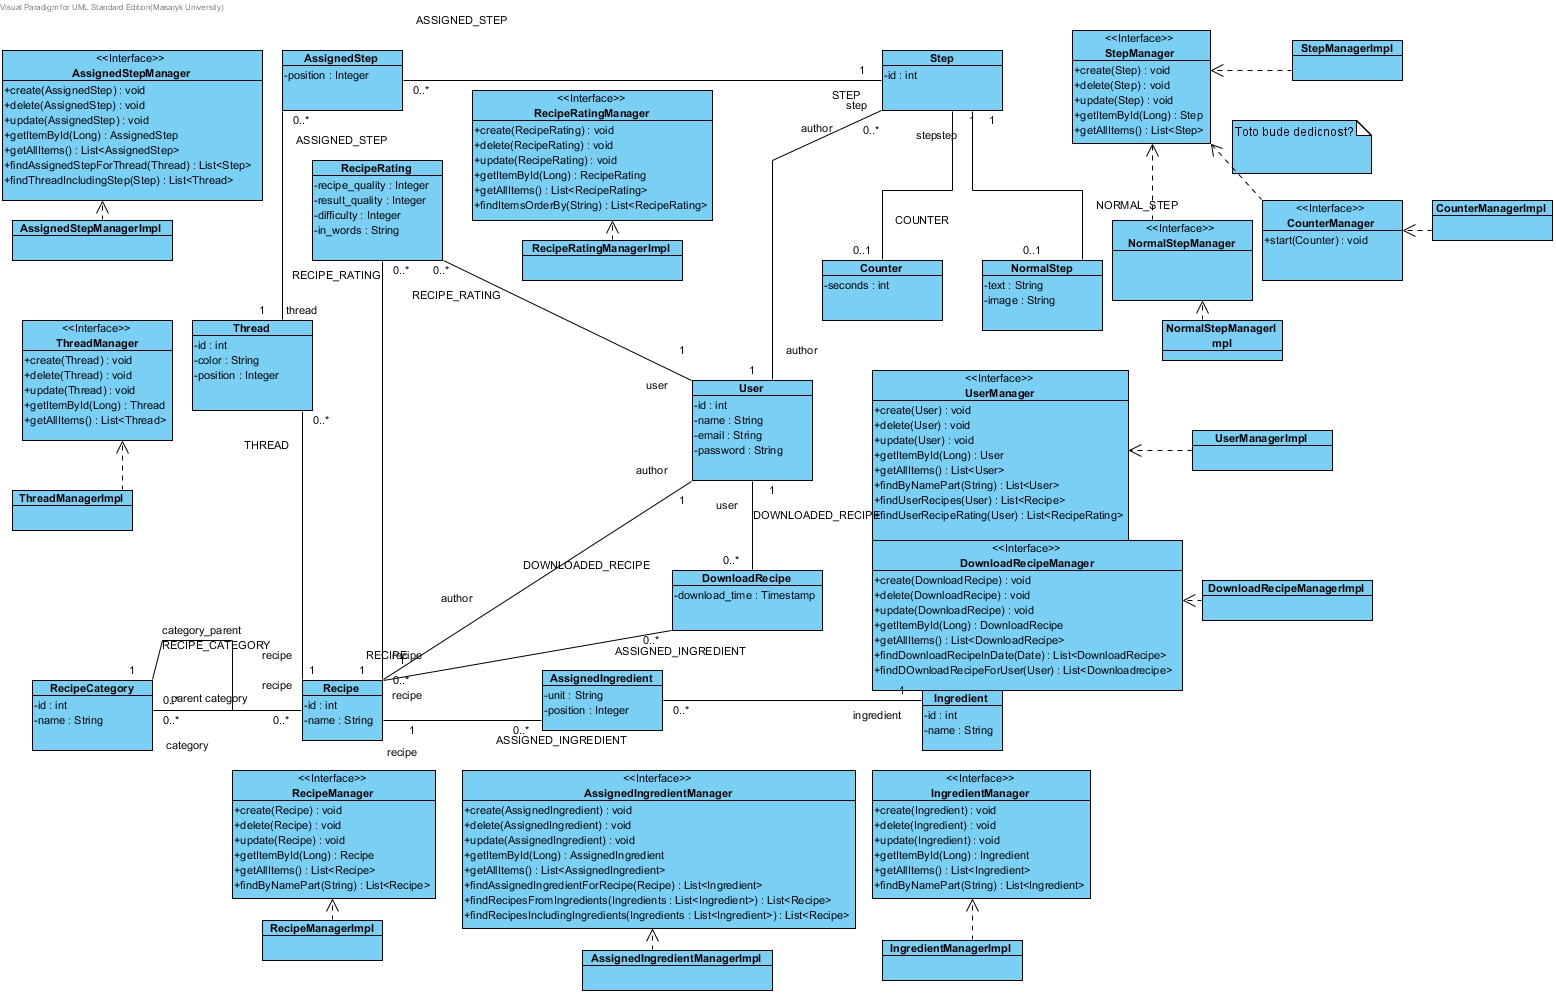 Visual Paradigm for UML Standard Edition(Masaryk University)
ASSIGNED_STEP
<<Interface>>
AssignedStepManager
+create(AssignedStep) : void
+delete(AssignedStep) : void
+update(AssignedStep) : void
+getItemById(Long) : AssignedStep
+getAllItems() : List<AssignedStep>
+findAssignedStepForThread(Thread) : List<Step>
+findThreadIncludingStep(Step) : List<Thread>
AssignedStepManagerImpl
AssignedStep
-position : Integer
0..*
1
0..*
ASSIGNED_STEP
Step
-id : int
STEP
step
author
0..*
stepstep
1
1
<<Interface>>
StepManager
+create(Step) : void
+delete(Step) : void
+update(Step) : void
+getItemById(Long) : Step
+getAllItems() : List<Step>
StepManagerImpl
Toto bude dedicnost?
<<Interface>>
RecipeRatingManager
+create(RecipeRating) : void
+delete(RecipeRating) : void
+update(RecipeRating) : void
+getItemById(Long) : RecipeRating
+getAllItems() : List<RecipeRating>
+findItemsOrderBy(String) : List<RecipeRating>
RecipeRatingManagerImpl
RecipeRating
-recipe_quality : Integer
-result_quality : Integer
-difficulty : Integer
-in_words : String
RECIPE_RATING
0..*
0..*
RECIPE_RATING
COUNTER
NORMAL_STEP
0..1
0..1
Counter
-seconds : int
NormalStep
-text : String
-image : String
<<Interface>>
NormalStepManager
NormalStepManagerI
mpl
<<Interface>>
CounterManager
+start(Counter) : void
CounterManagerImpl
1
thread
Thread
-id : int
-color : String
-position : Integer
0..*
THREAD
<<Interface>>
ThreadManager
+create(Thread) : void
+delete(Thread) : void
+update(Thread) : void
+getItemById(Long) : Thread
+getAllItems() : List<Thread>
ThreadManagerImpl
1
user
author
1
User
-id : int
-name : String
-email : String
-password : String
author
1
1
user
DOWNLOADED_RECIPE
0..*
<<Interface>>
UserManager
+create(User) : void
+delete(User) : void
+update(User) : void
+getItemById(Long) : User
+getAllItems() : List<User>
+findByNamePart(String) : List<User>
+findUserRecipes(User) : List<Recipe>
+findUserRecipeRating(User) : List<RecipeRating>
UserManagerImpl
<<Interface>>
DownloadRecipeManager
+create(DownloadRecipe) : void
+delete(DownloadRecipe) : void
+update(DownloadRecipe) : void
+getItemById(Long) : DownloadRecipe
+getAllItems() : List<DownloadRecipe>
+findDownloadRecipeInDate(Date) : List<DownloadRecipe>
+findDOwnloadRecipeForUser(User) : List<Downloadrecipe>
DownloadRecipeManagerImpl
DOWNLOADED_RECIPE
author
DownloadRecipe
-download_time : Timestamp
0..*
ASSIGNED_INGREDIENT
category_parent
RECIPE_CATEGORY
recipe
RECIPE
recipe
1
1
1
recipe
0..*
recipe
RecipeCategory
-id : int
-name : String
0..*
parent category
0..*
0..*
category
Recipe
-id : int
-name : String
1
recipe
0..*
ASSIGNED_INGREDIENT
AssignedIngredient
-unit : String
-position : Integer
0..*
1
ingredient
Ingredient
-id : int
-name : String
<<Interface>>
RecipeManager
+create(Recipe) : void
+delete(Recipe) : void
+update(Recipe) : void
+getItemById(Long) : Recipe
+getAllItems() : List<Recipe>
+findByNamePart(String) : List<Recipe>
RecipeManagerImpl
<<Interface>>
AssignedIngredientManager
+create(AssignedIngredient) : void
+delete(AssignedIngredient) : void
+update(AssignedIngredient) : void
+getItemById(Long) : AssignedIngredient
+getAllItems() : List<AssignedIngredient>
+findAssignedIngredientForRecipe(Recipe) : List<Ingredient>
+findRecipesFromIngredients(Ingredients : List<Ingredient>) : List<Recipe>
+findRecipesIncludingIngredients(Ingredients : List<Ingredient>) : List<Recipe>
AssignedIngredientManagerImpl
<<Interface>>
IngredientManager
+create(Ingredient) : void
+delete(Ingredient) : void
+update(Ingredient) : void
+getItemById(Long) : Ingredient
+getAllItems() : List<Ingredient>
+findByNamePart(String) : List<Ingredient>
IngredientManagerImpl